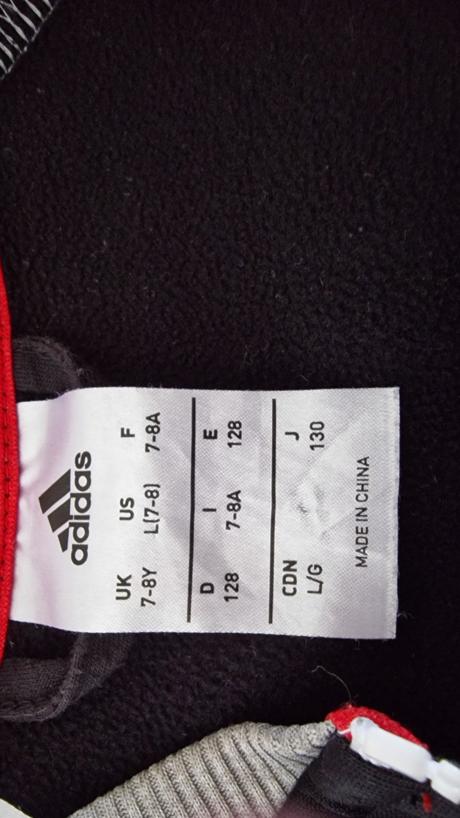 adidas
UK US F
7-8Y L(7-8) 7-8A
D I E
128 7-8A 128
CDN J
L/G 130
MADE IN CHINA